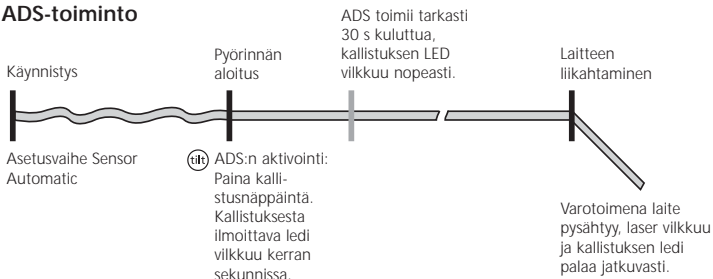 ADS-toiminto
Käynnistys
Pyörinnän
aloitus
ADS toimii tarkasti
30 s kuluttua,
kallistuksen LED
vilkkuu nopeasti.
Laitteen
liikahtaminen
Asetusvaihe Sensor
Automatic
tilt
ADS:n aktivointi:
Paina kalli-
stusnäppäintä.
Kallistuksesta
ilmoittava ledi
vilkkuu kerran
sekunnissa.
Varotoimena laite
pysähtyy, laser vilkkuu
ja kallistuksen ledi
palaa jatkuvasti.